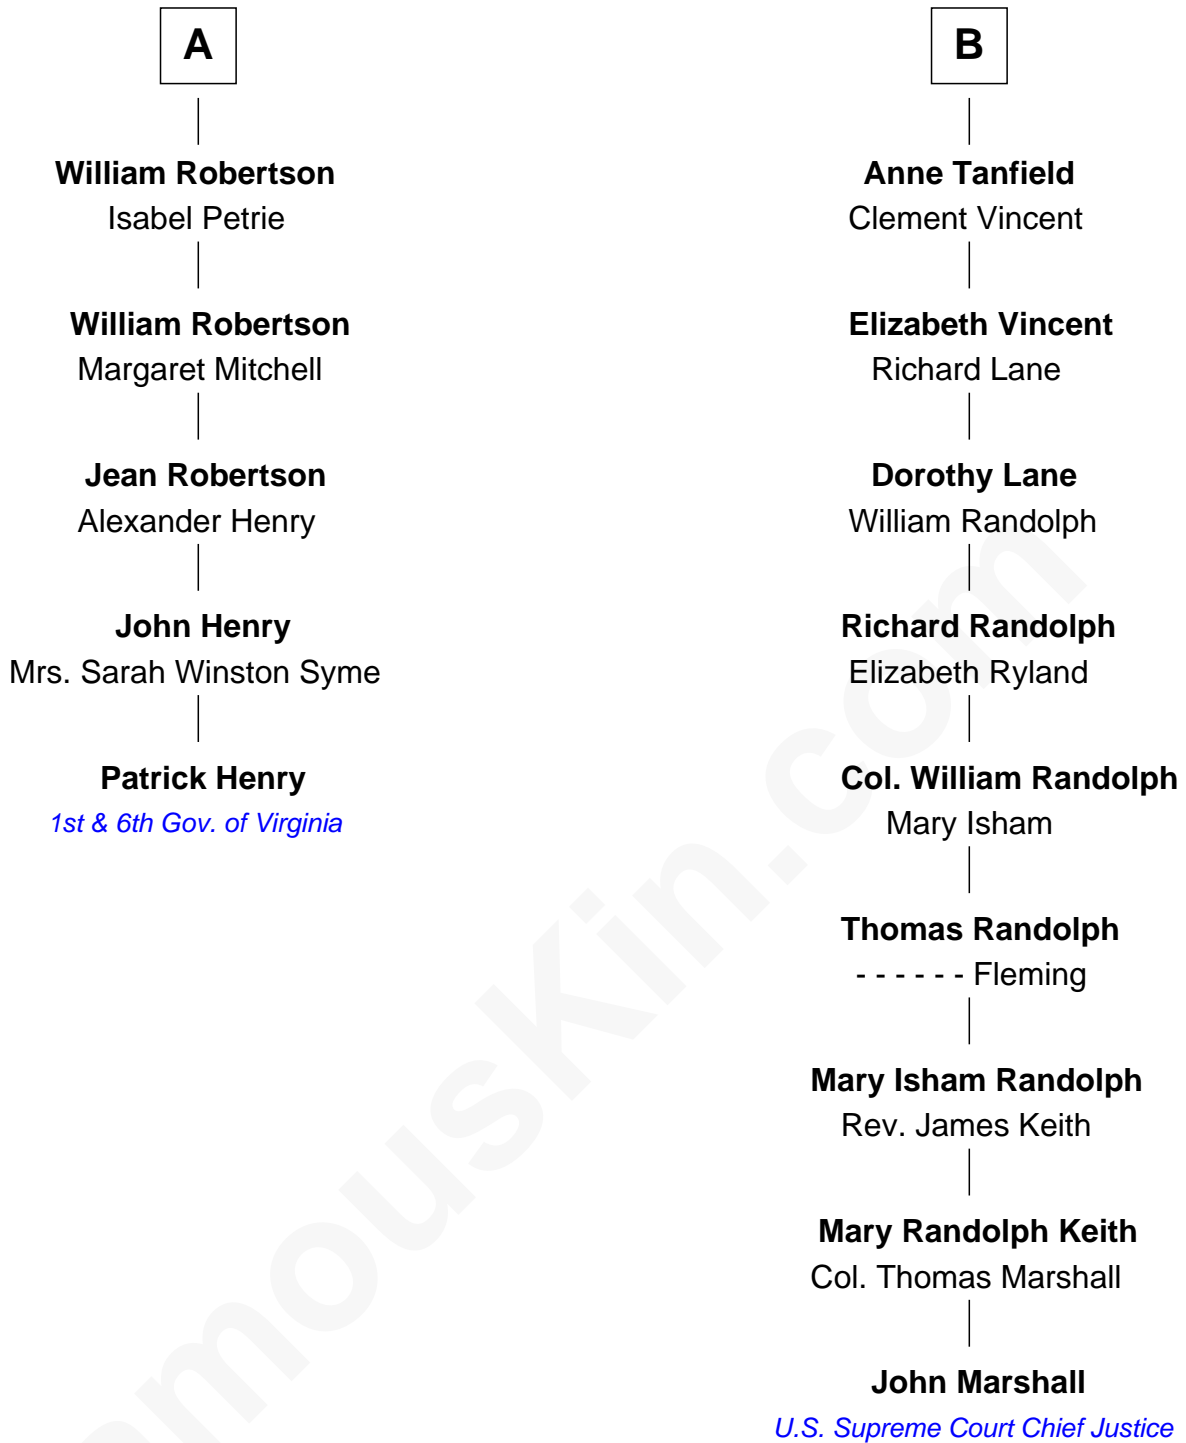 A
William Robertson
Isabel Petrie
William Robertson
Margaret Mitchell
Jean Robertson
Alexander Henry
John Henry
Mrs. Sarah Winston Syme
Patrick Henry
1st & 6th Gov. of Virginia
B
Anne Tanfield
Clement Vincent
Elizabeth Vincent
Richard Lane
Dorothy Lane
William Randolph
Richard Randolph
Elizabeth Ryland
Col. William Randolph
Mary Isham
Thomas Randolph
- - - - - - Fleming
Mary Isham Randolph
Rev. James Keith
Mary Randolph Keith
Col. Thomas Marshall
John Marshall
U.S. Supreme Court Chief Justice
amouskin.com